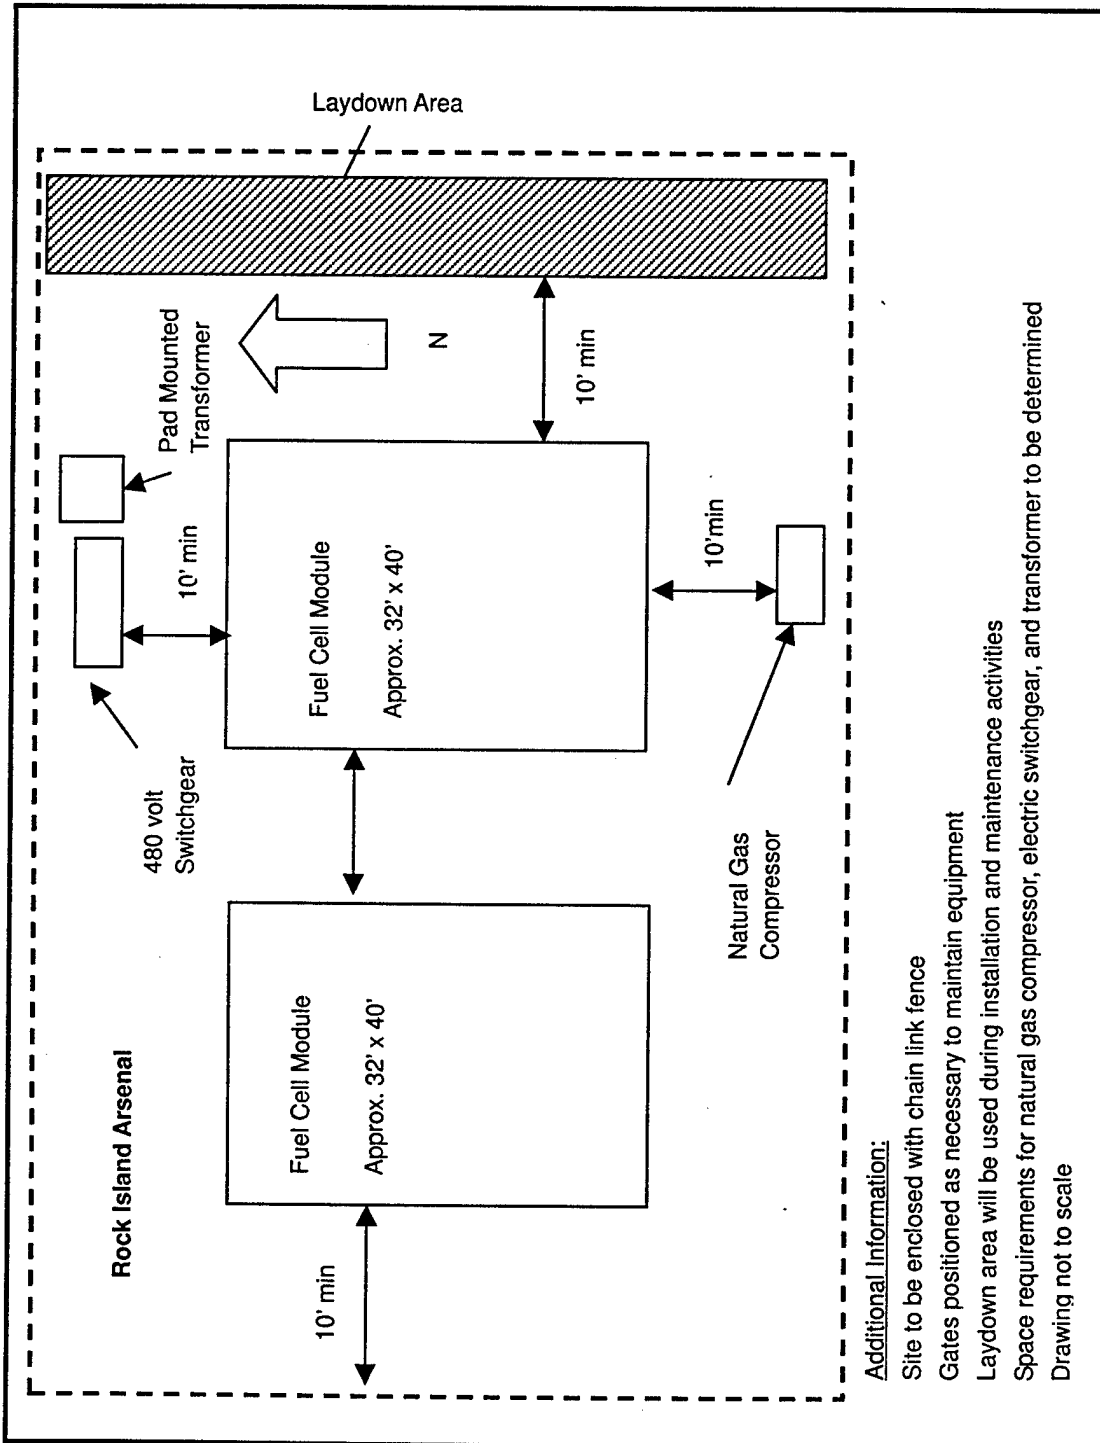 Rock Island Arsenal
480 volt
Switchgear
Pad Mounted
Transformer
Laydown Area
10' min
N
10' min
Fuel Cell Module
Approx. 32' x 40'
Fuel Cell Module
Approx. 32' x 40'
10' min
10'min
Natural Gas
Compressor
Additional Information:
Site to be enclosed with chain link fence
Gates positioned as necessary to maintain equipment
Laydown area will be used during installation and maintenance activities
Space requirements for natural gas compressor, electric switchgear, and transformer to be determined
Drawing not to scale